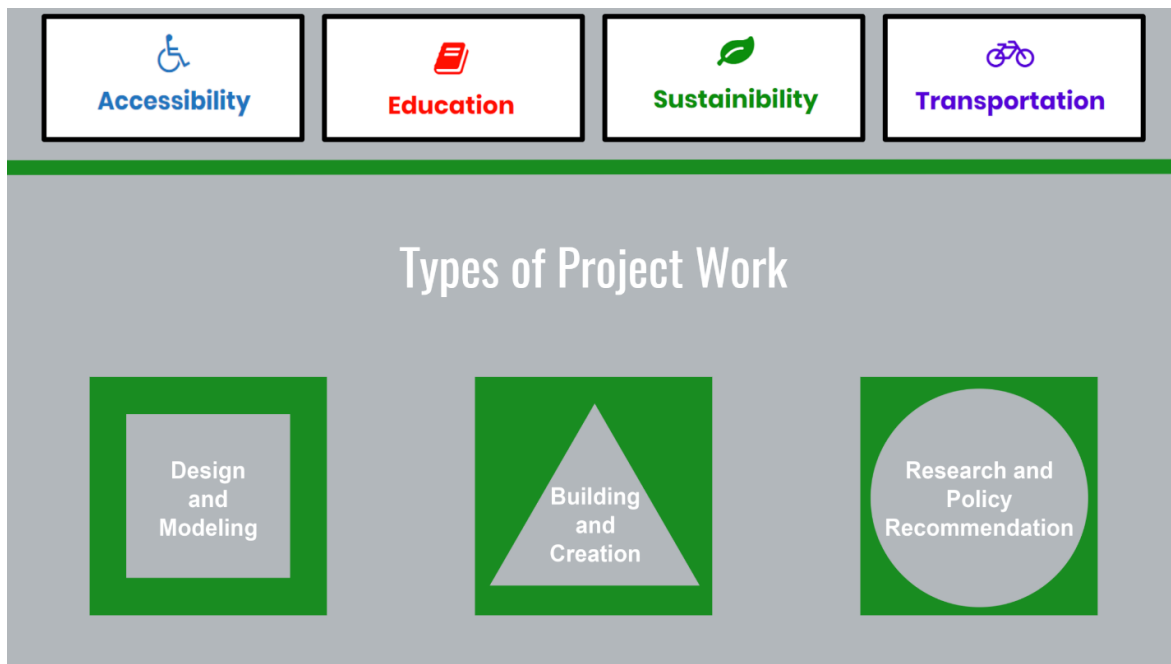 Accessibility
Education
Sustainibility
Transportation
Types of Project Work
Design
and
Modeling
Building
and
Creation
Research and
Policy
Recommendation